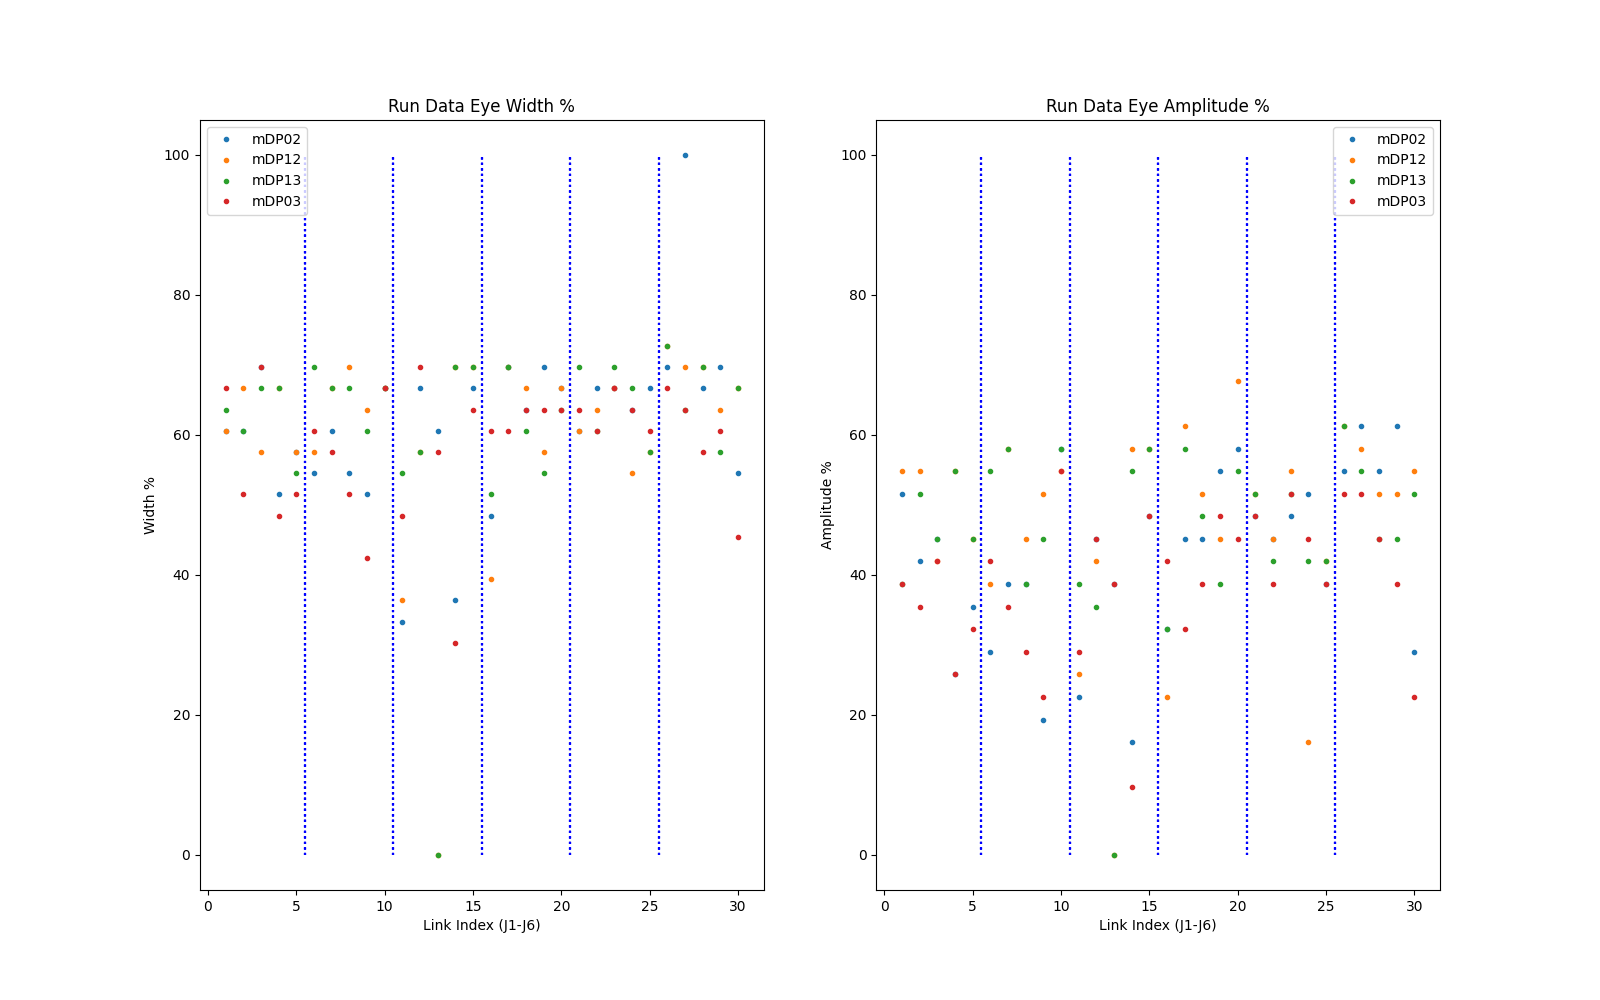 Run Data Eye Width %
mDP02
mDP12
mDP13
mDP03
100
80
60
40
20
0
Width %
0 5 10 15 20 25 30
Link Index (J1-J6)
Run Data Eye Amplitude %
mDP02
mDP12
mDP13
mDP03
100
80
60
40
20
0
Amplitude %
0 5 10 15 20 25 30
Link Index (J1-J6)